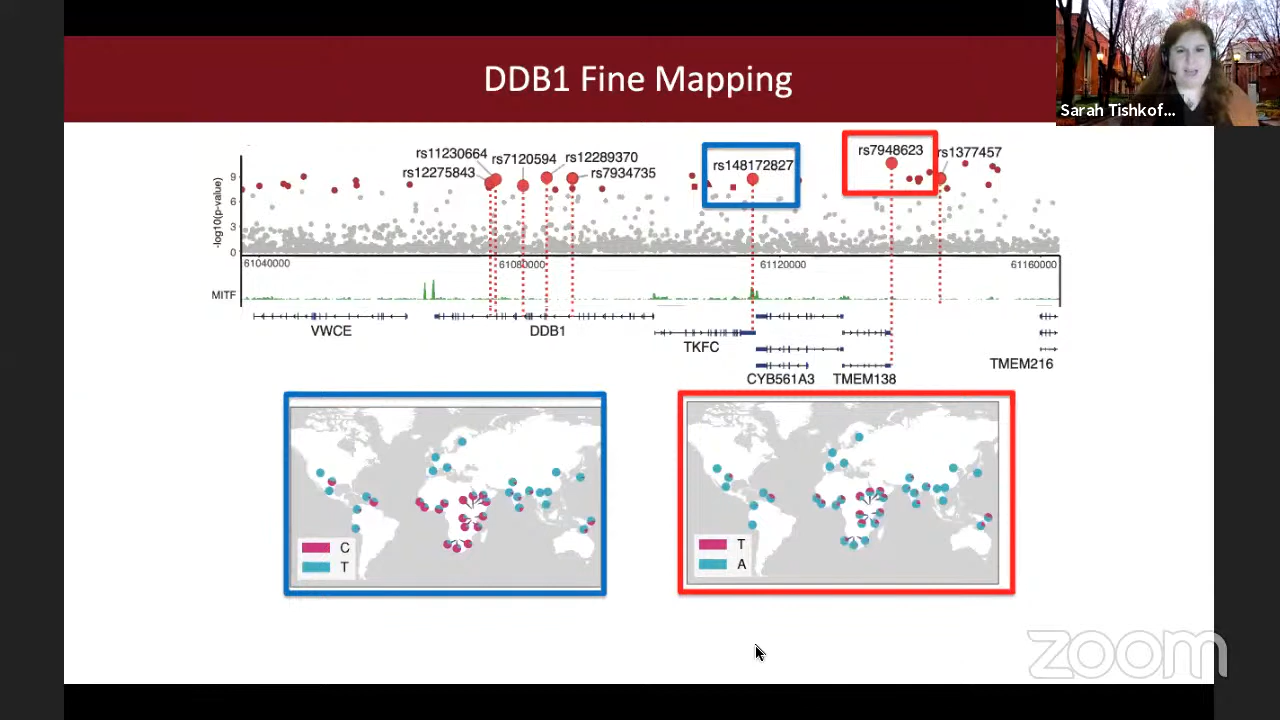 DDB1 Fine Mapping
Sarah Tishkof...
rs11230664
rs7120594
rs12289370
rs12275843
rs7934735
rs148172827
rs7948623
rs1377457
-log10(p-value)
9
6
3
0
61040000
61080000
61120000
61160000
MITF
VWCE
DDB1
TKFC
CYB561A3
TMEM138
TMEM216
C
T
T
A
zoom